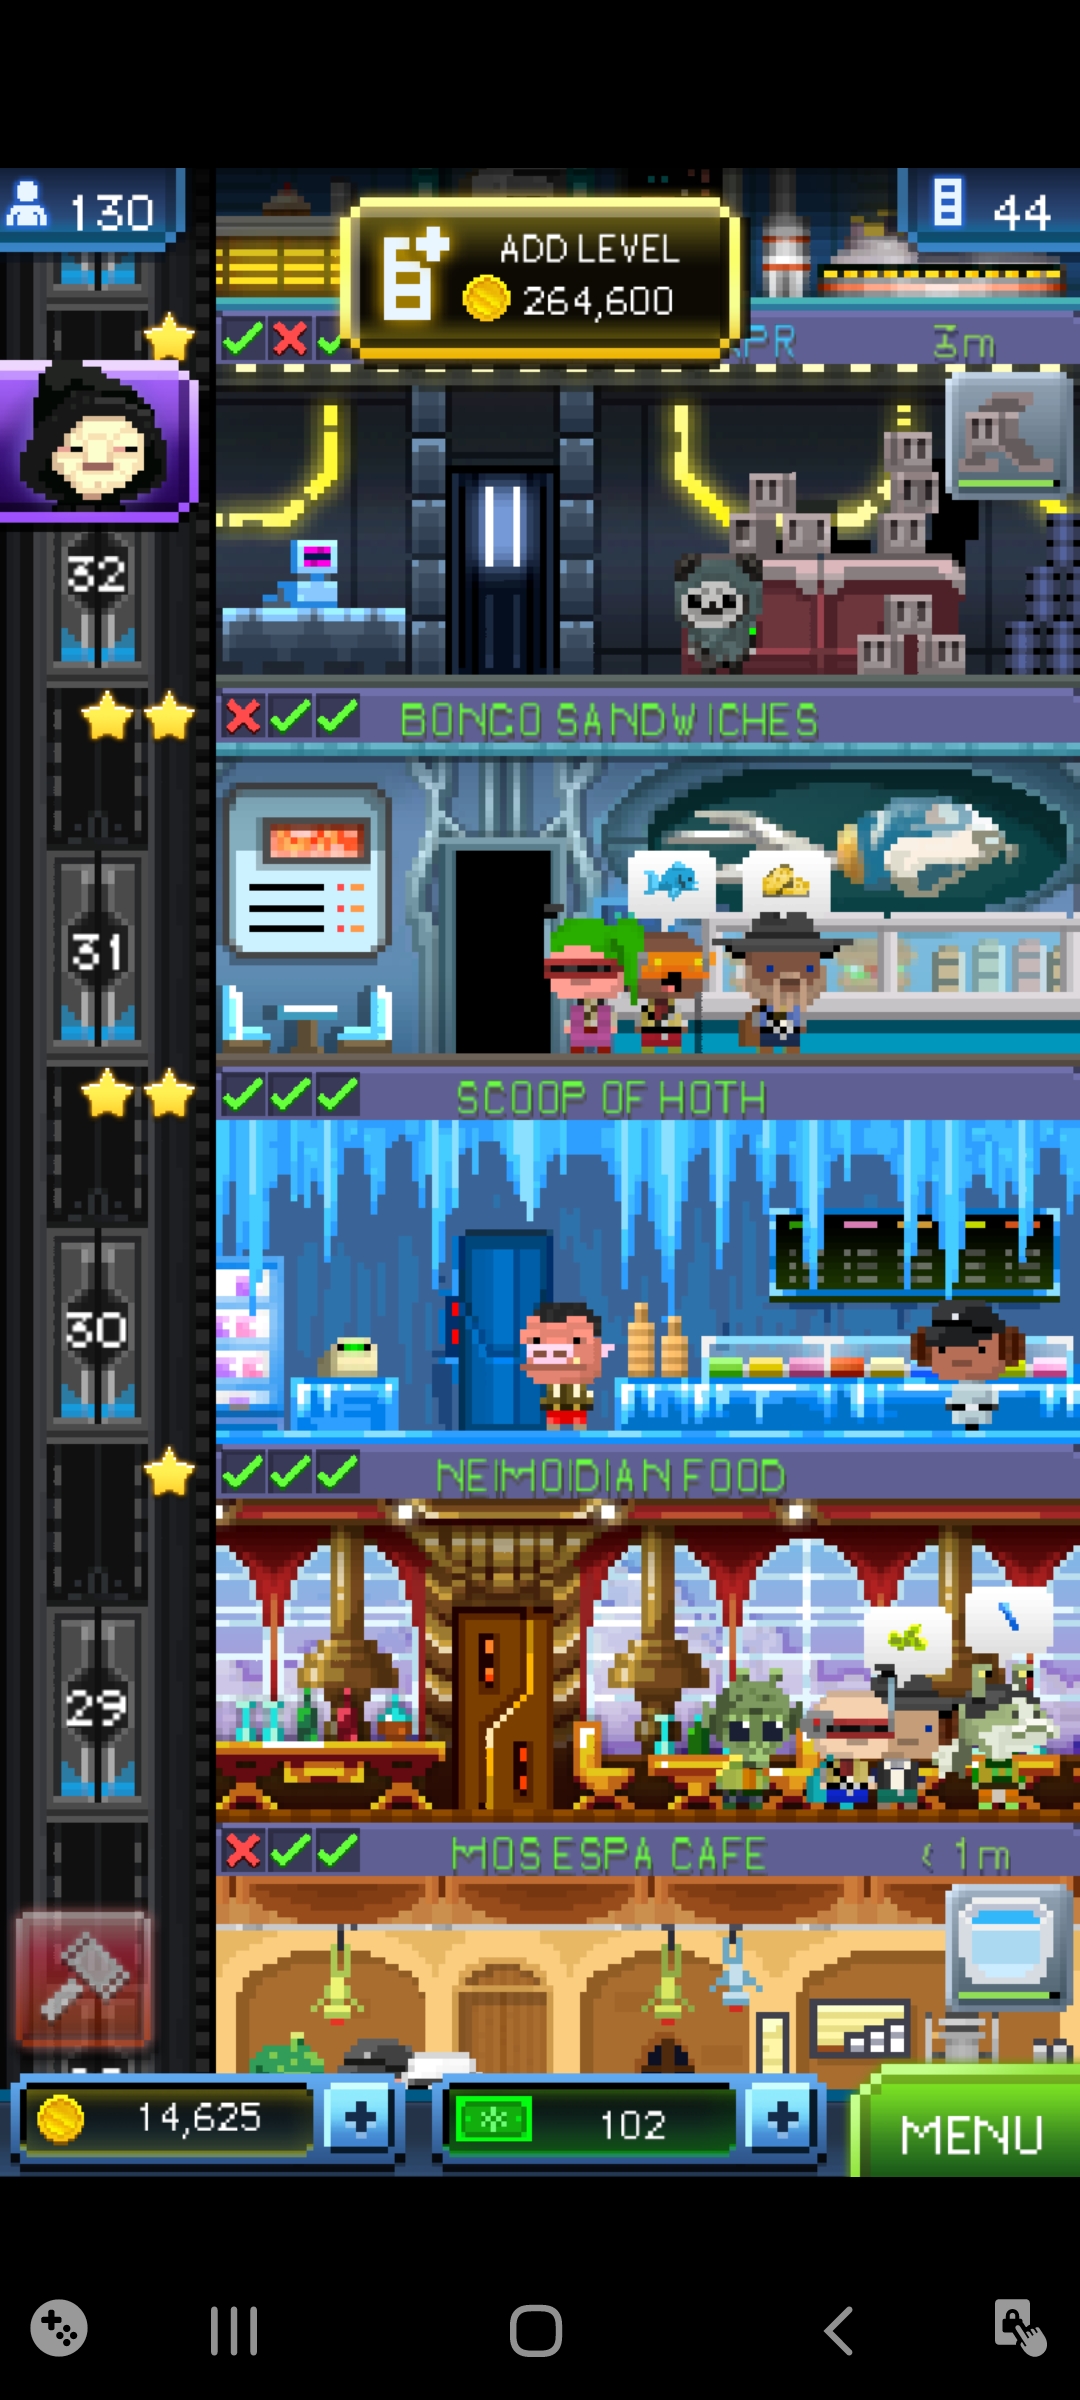 130
ADD LEVEL
264,600
44
3m
32
BONGO SANDWICHES
31
SCOOP OF HOTH
30
NEIMOIDIAN FOOD
29
MOS ESPA CAFE
< 1m
14,625
+
102
+
MENU